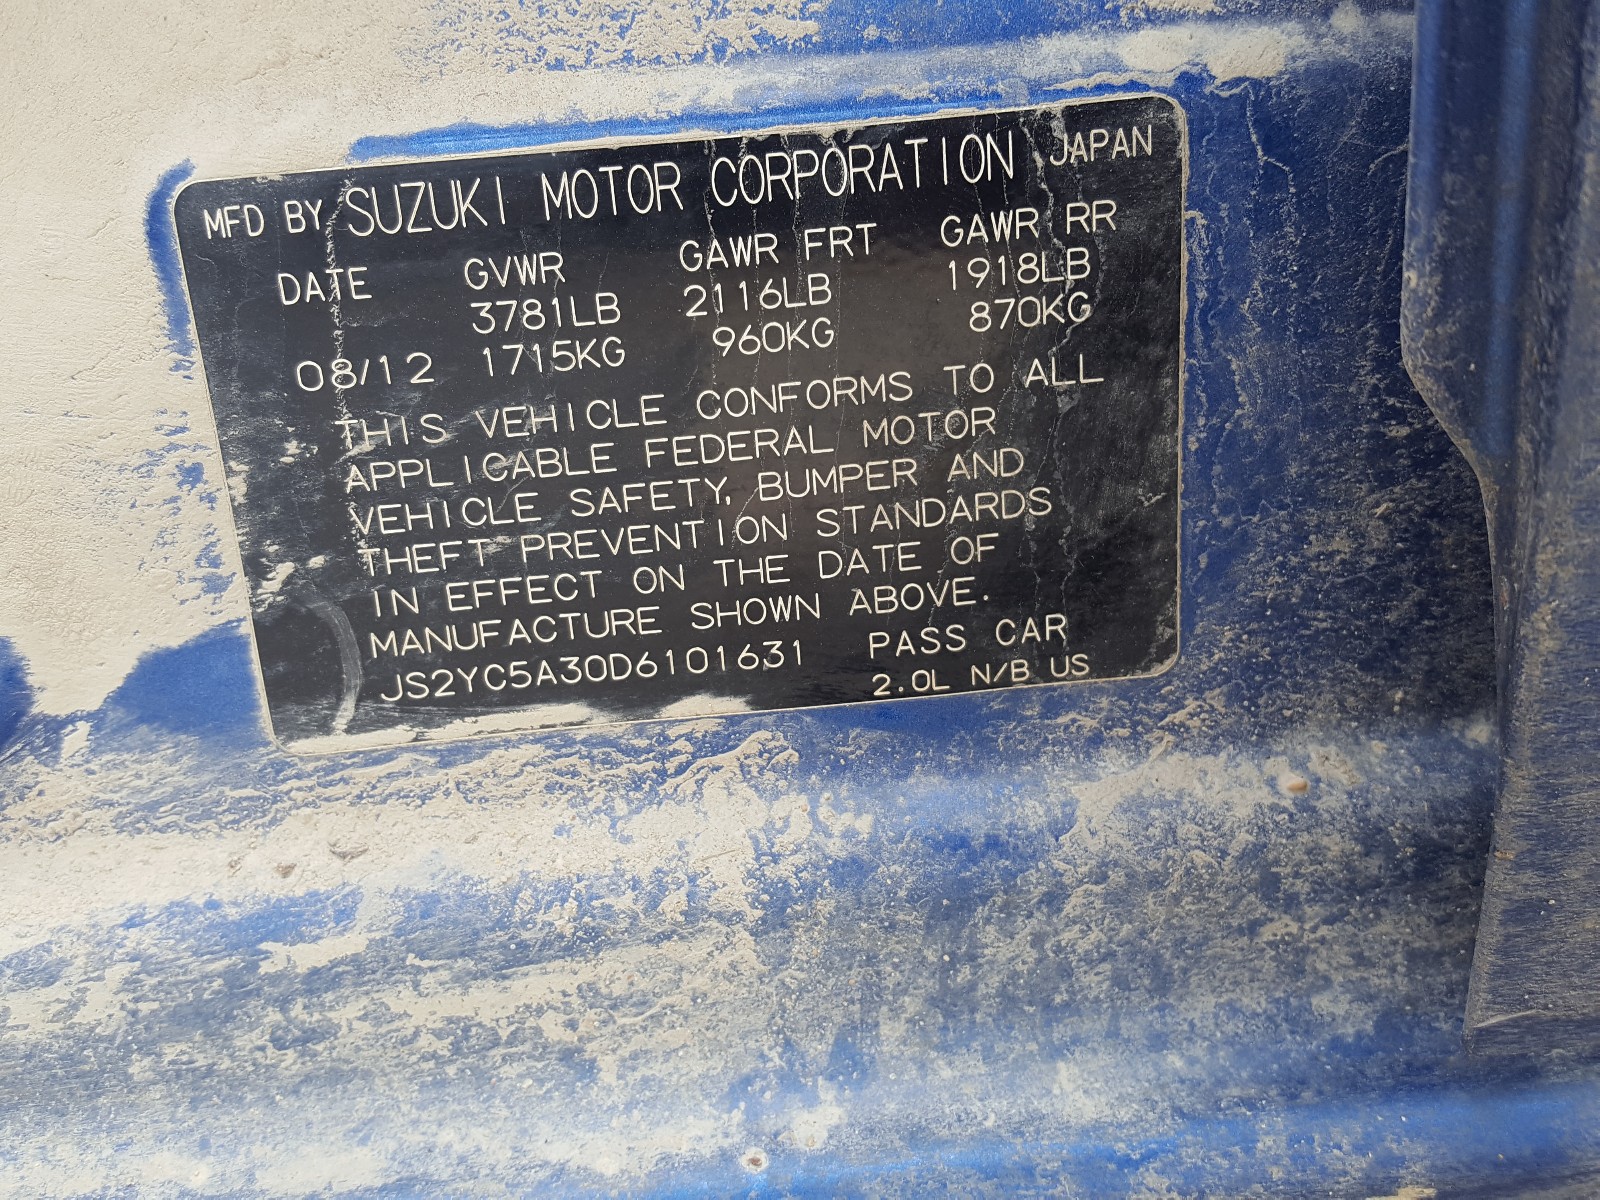 MFD BY SUZUKI MOTOR CORPORATION JAPAN
DATE GVWR GAWR FRT GAWR RR
3781LB 2116LB 1918LB
08/12 1715KG 960KG 870KG
THIS VEHICLE CONFORMS TO ALL
APPLICABLE FEDERAL MOTOR
VEHICLE SAFETY, BUMPER AND
THEFT PREVENTION STANDARDS
IN EFFECT ON THE DATE OF
MANUFACTURE SHOWN ABOVE.
JS2YC5A30D6101631 PASS CAR
2.0L N/B US